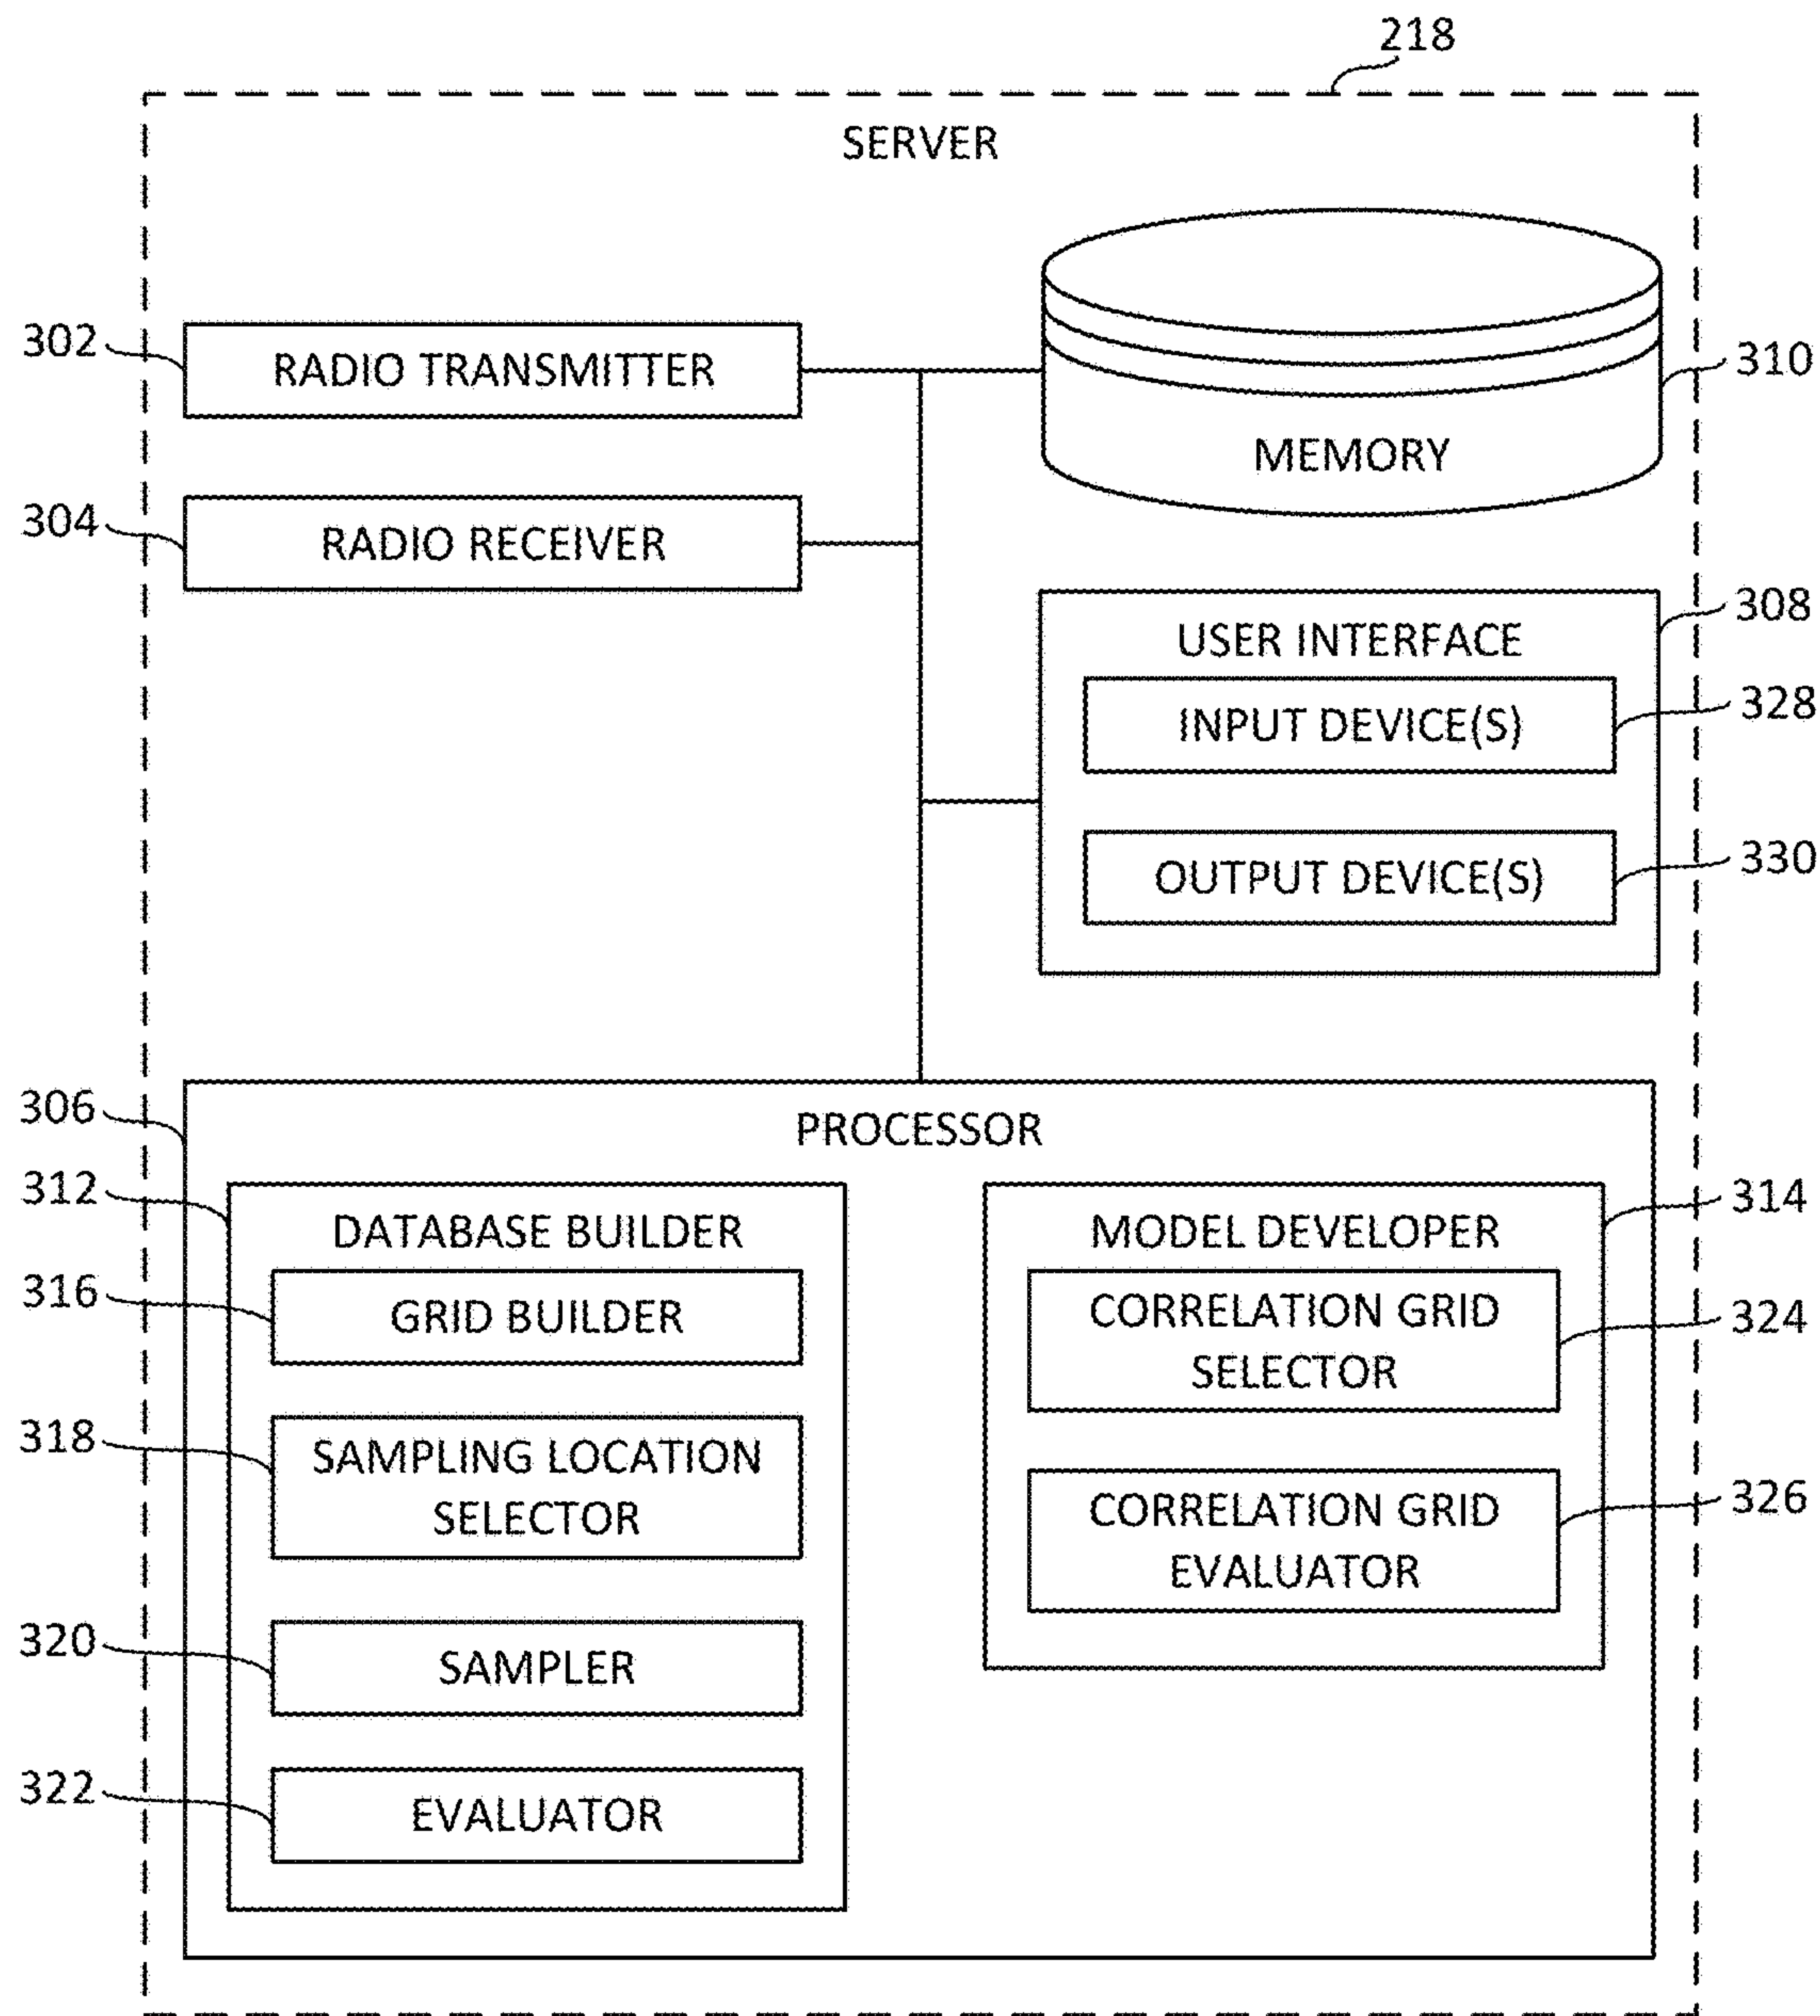 218
SERVER
302
RADIO TRANSMITTER
310
MEMORY
304
RADIO RECEIVER
308
USER INTERFACE
328
INPUT DEVICE(S)
330
OUTPUT DEVICE(S)
306
PROCESSOR
312
DATABASE BUILDER
316
GRID BUILDER
318
SAMPLING LOCATION
SELECTOR
320
SAMPLER
322
EVALUATOR
314
MODEL DEVELOPER
324
CORRELATION GRID
SELECTOR
326
CORRELATION GRID
EVALUATOR